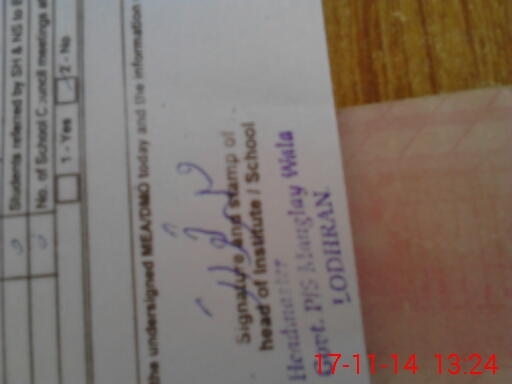 Students referred by SH & NS to
No. of School Council meetings
1 - Yes 2 - No
the undersigned MEA/DMO today and the information
Signature and stamp of
head of Institute / School
Headmaster
Govt. P/S Manglay Wala
LODHRAN
17-11-14 13:24